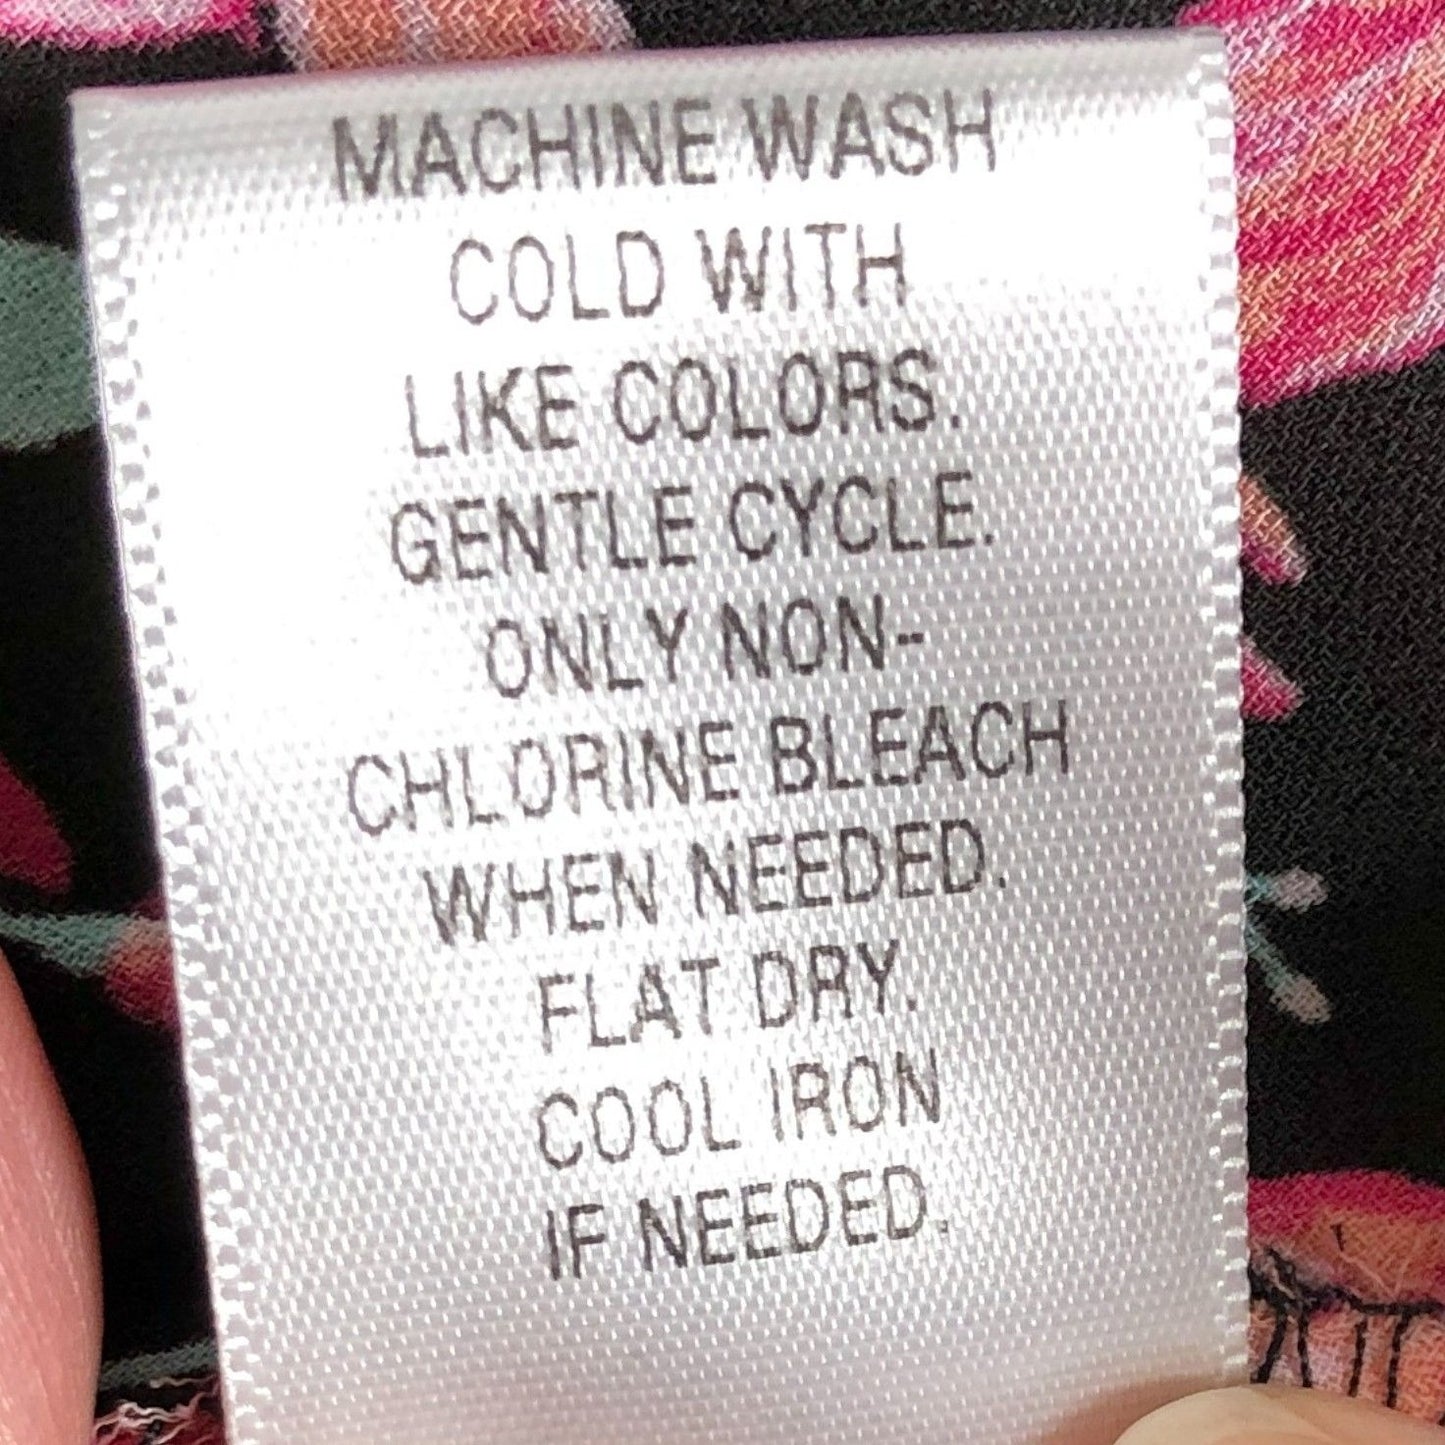 MACHINE WASH
COLD WITH
LIKE COLORS.
GENTLE CYCLE.
ONLY NON-
CHLORINE BLEACH
WHEN NEEDED.
FLAT DRY.
COOL IRON
IF NEEDED.